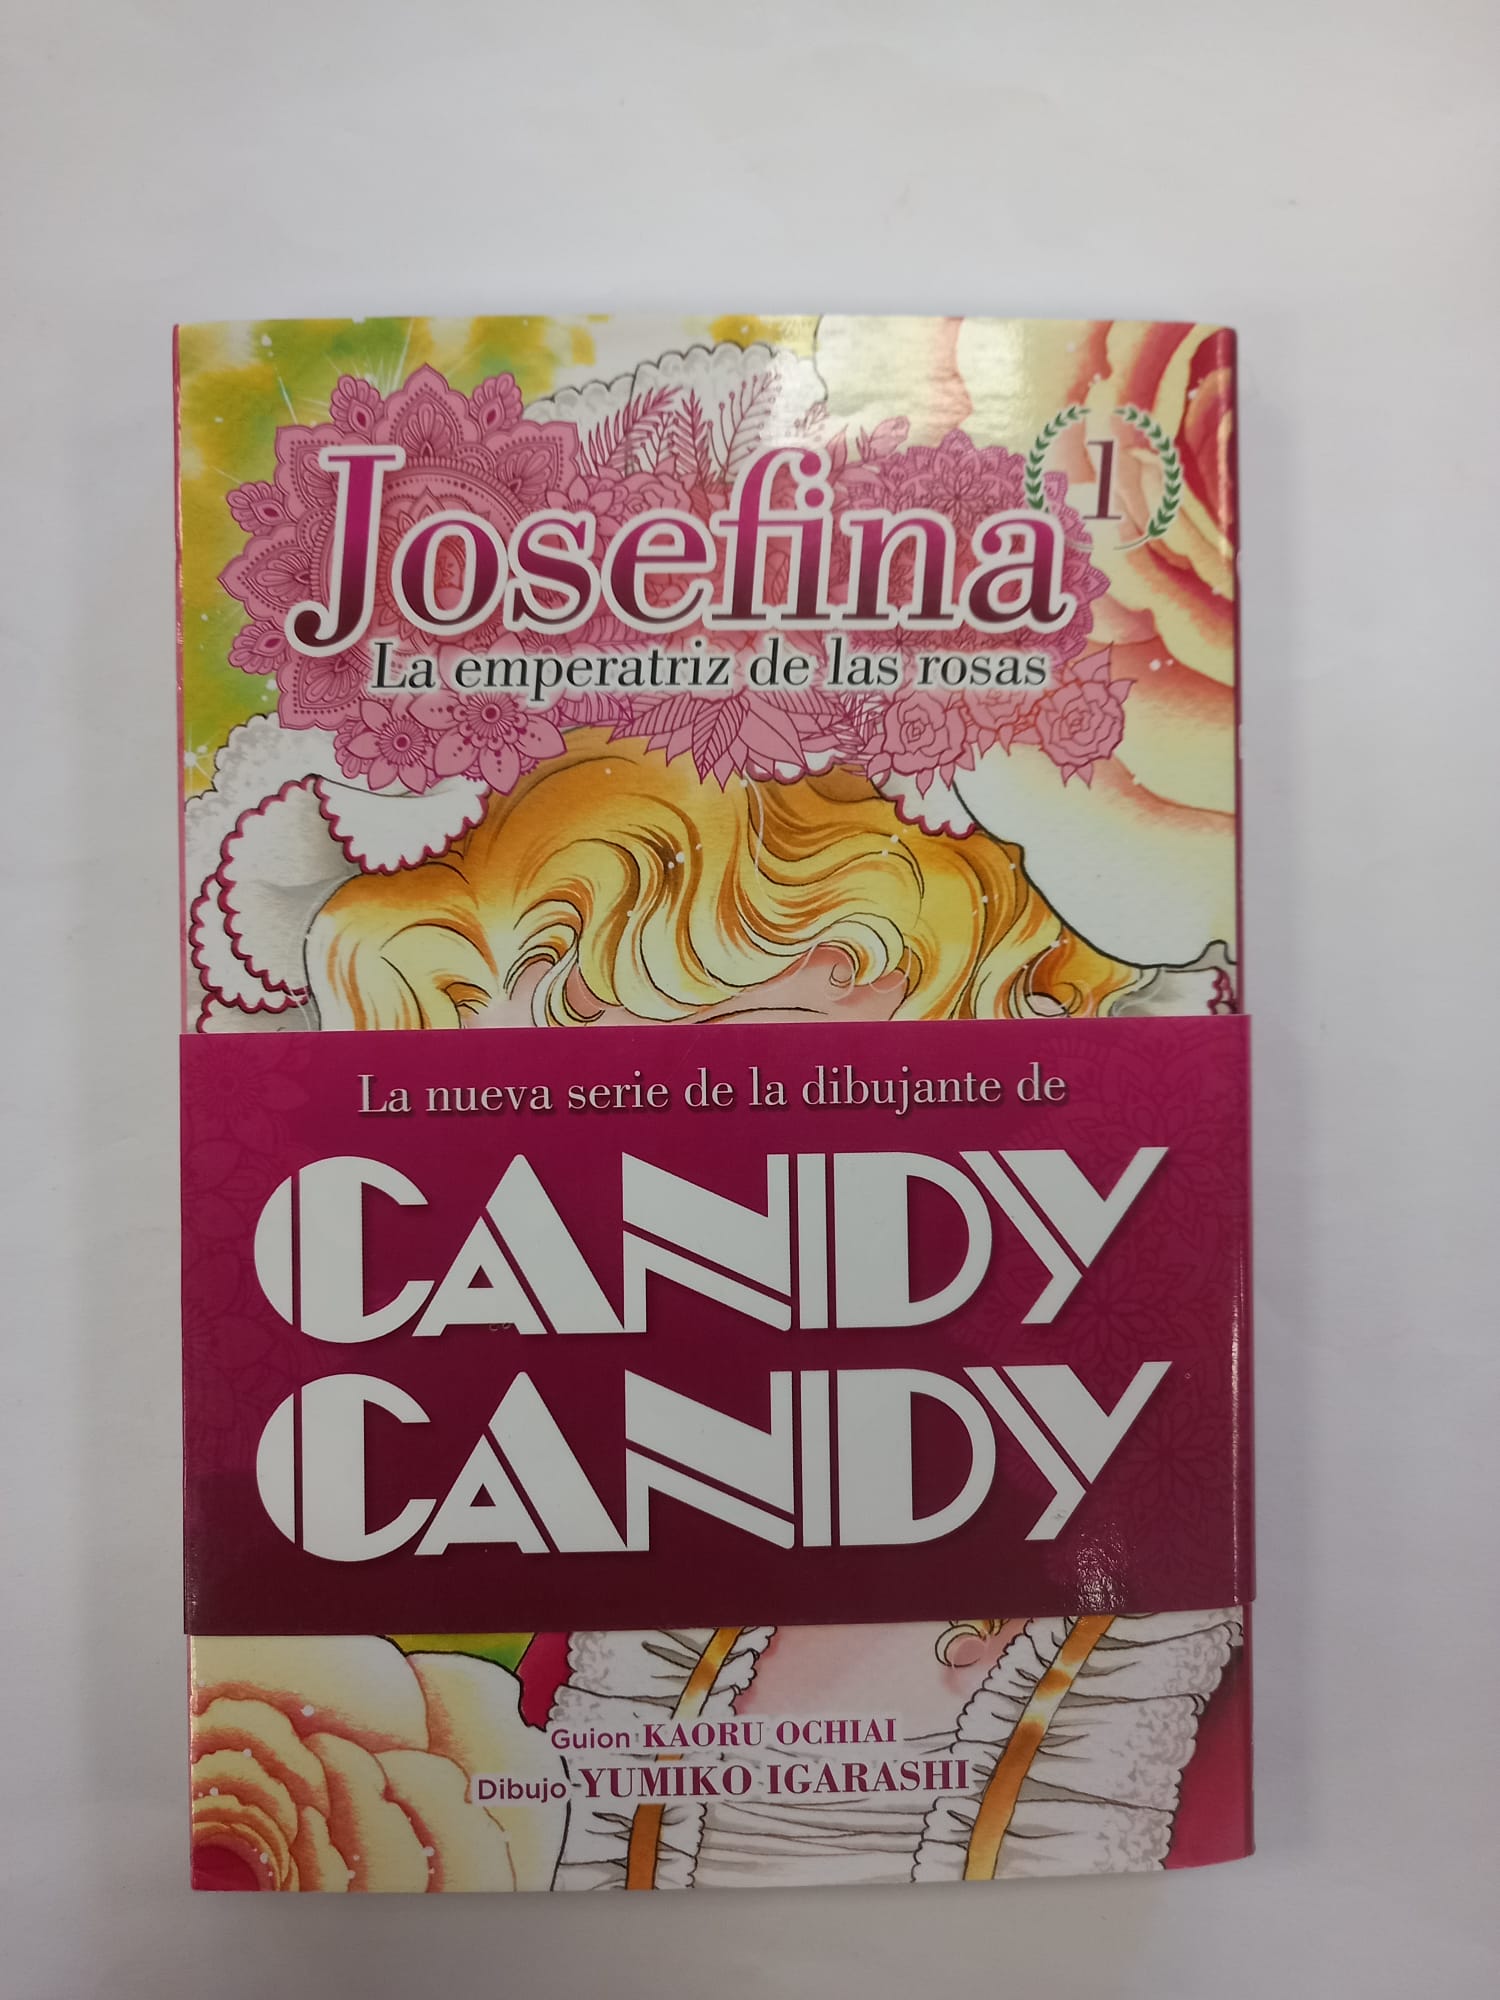 Josefina
1
La emperatriz de las rosas
La nueva serie de la dibujante de
CANDY
CANDY
Guion KAORU OCHIAI
Dibujo YUMIKO IGARASHI